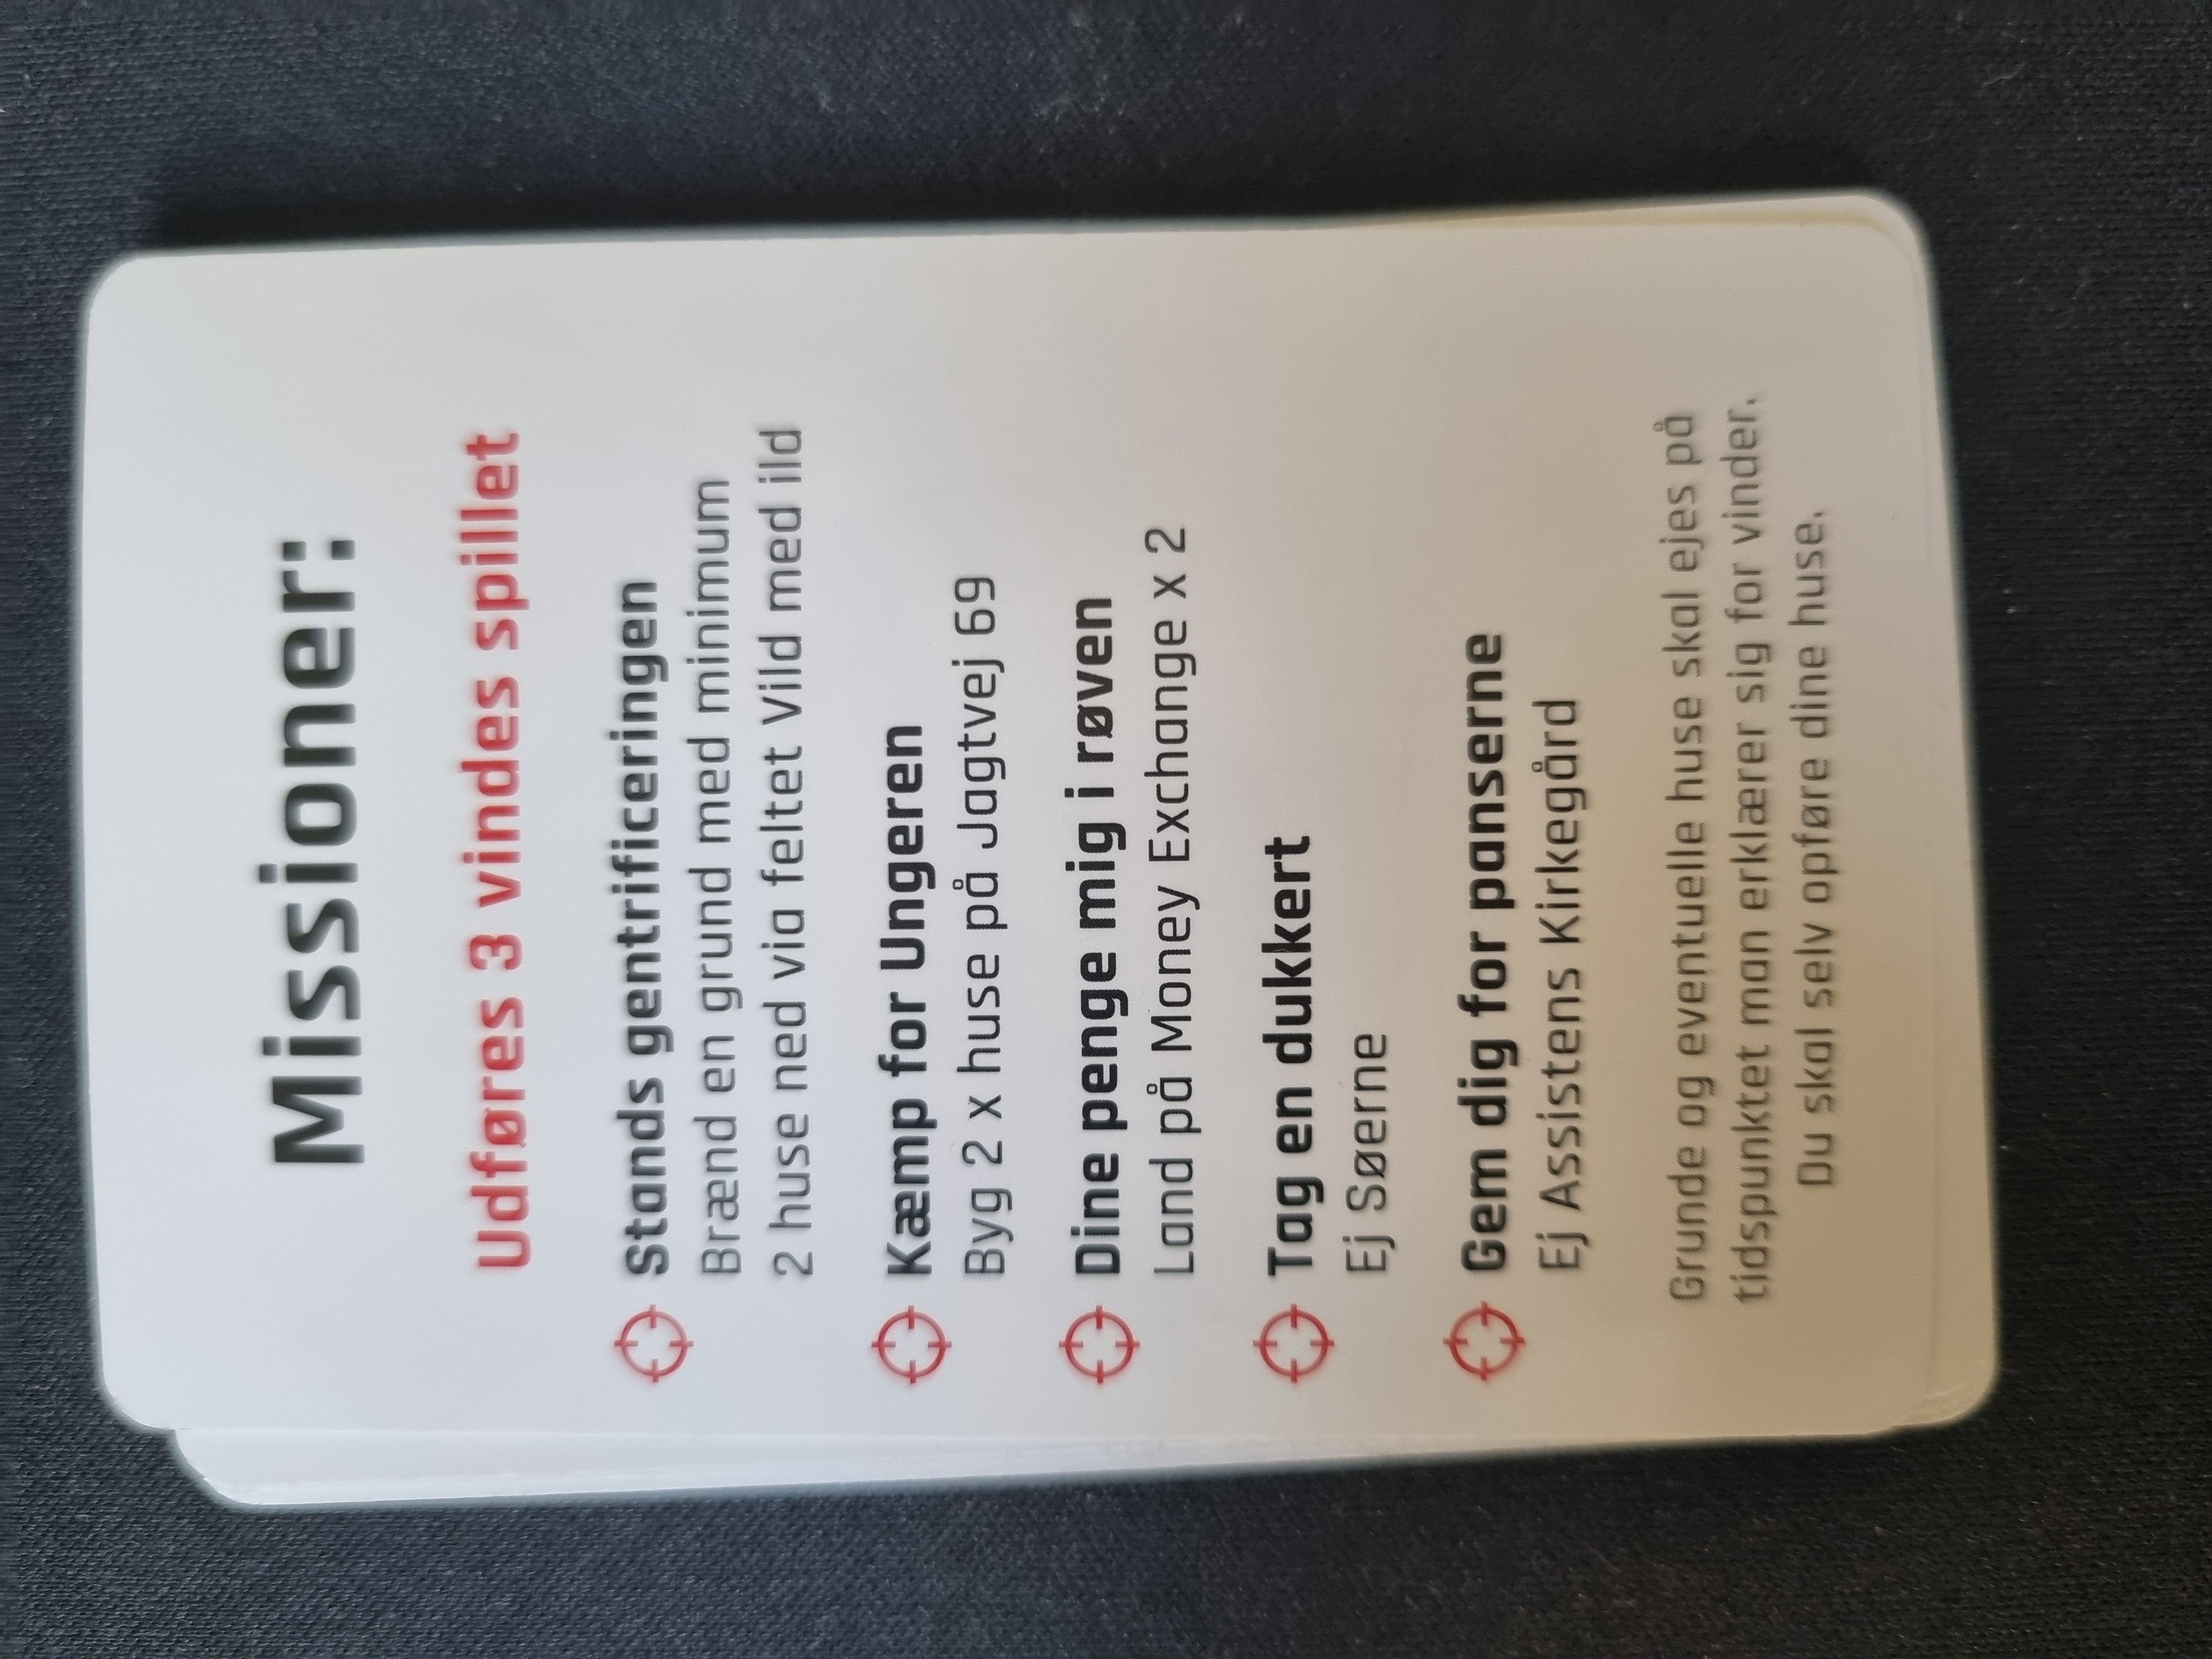 Missioner:
Udføres 3 vindes spillet
Stands gentrificeringen
Brænd en grund med minimum
2 huse ned via feltet Vild med ild
Kæmp for Ungeren
Byg 2 x huse på Jagtvej 69
Dine penge mig i røven
Land på Money Exchange x 2
Tag en dukkert
Ej Søerne
Gem dig for panserne
Ej Assistens Kirkegård
Grunde og eventuelle huse skal ejes på
tidspunktet man erklærer sig for vinder.
Du skal selv opføre dine huse.